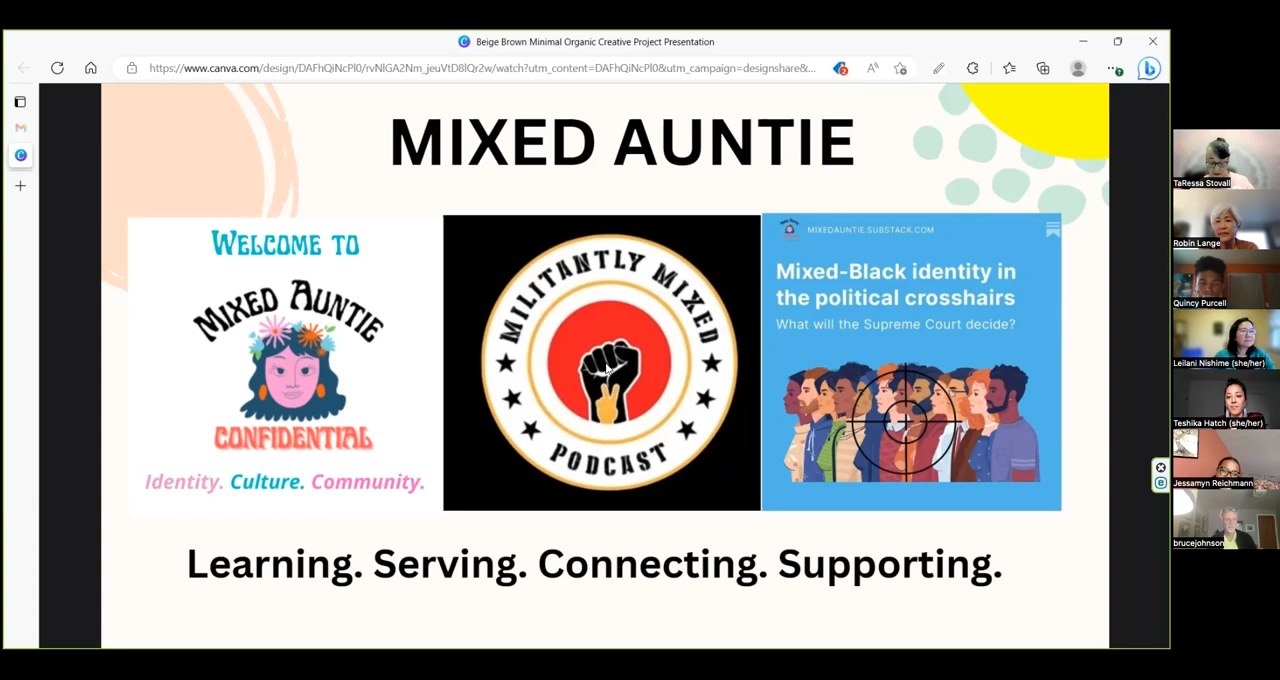 Beige Brown Minimal Organic Creative Project Presentation
https://www.canva.com/design/DAFhQiNcPl0/rvNlGA2Nm_jeuVtD8lQr2w/watch?utm_content=DAFhQiNcPl0&utm_campaign=designshare&...
2
MIXED AUNTIE
WELCOME TO
MIXED AUNTIE
CONFIDENTIAL
Identity. Culture. Community.
MILITANTLY MIXED
PODCAST
MIXEDAUNTIE.SUBSTACK.COM
Mixed-Black identity in
the political crosshairs
What will the Supreme Court decide?
Learning. Serving. Connecting. Supporting.
TaRessa Stovall
Robin Lange
Quincy Purcell
Leilani Nishime (she/her)
Teshika Hatch (she/her)
Jessamyn Reichmann
brucejohnson